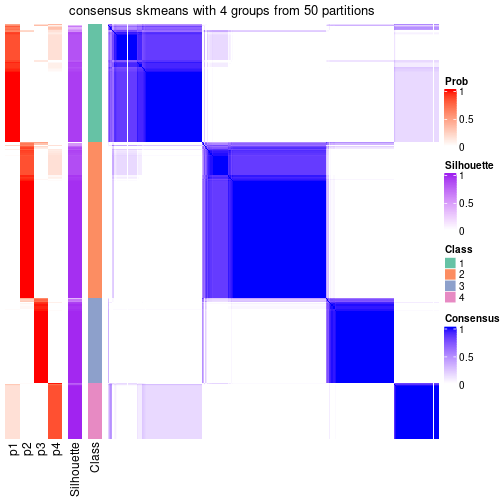 consensus skmeans with 4 groups from 50 partitions
Prob
1
0.5
0
Silhouette
1
0.5
0
Class
1
2
3
4
Consensus
1
0.5
0
p1
p2
p3
p4
Silhouette
Class